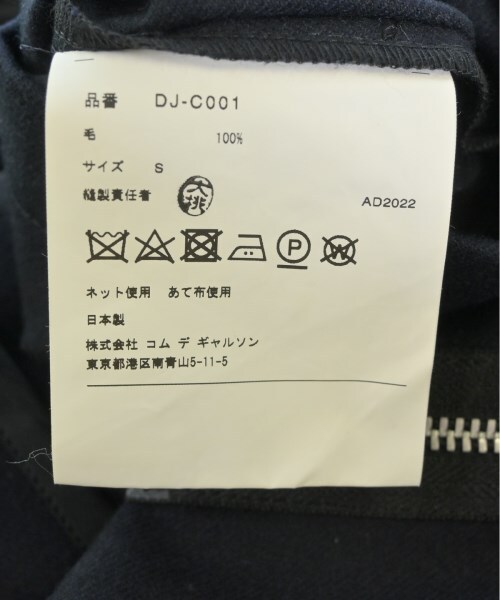 品番 DJ-C001
毛 100%
サイズ S
縫製責任者 大桃
AD2022
P W
ネット使用 あて布使用
日本製
株式会社 コム デ ギャルソン
東京都港区南青山5-11-5